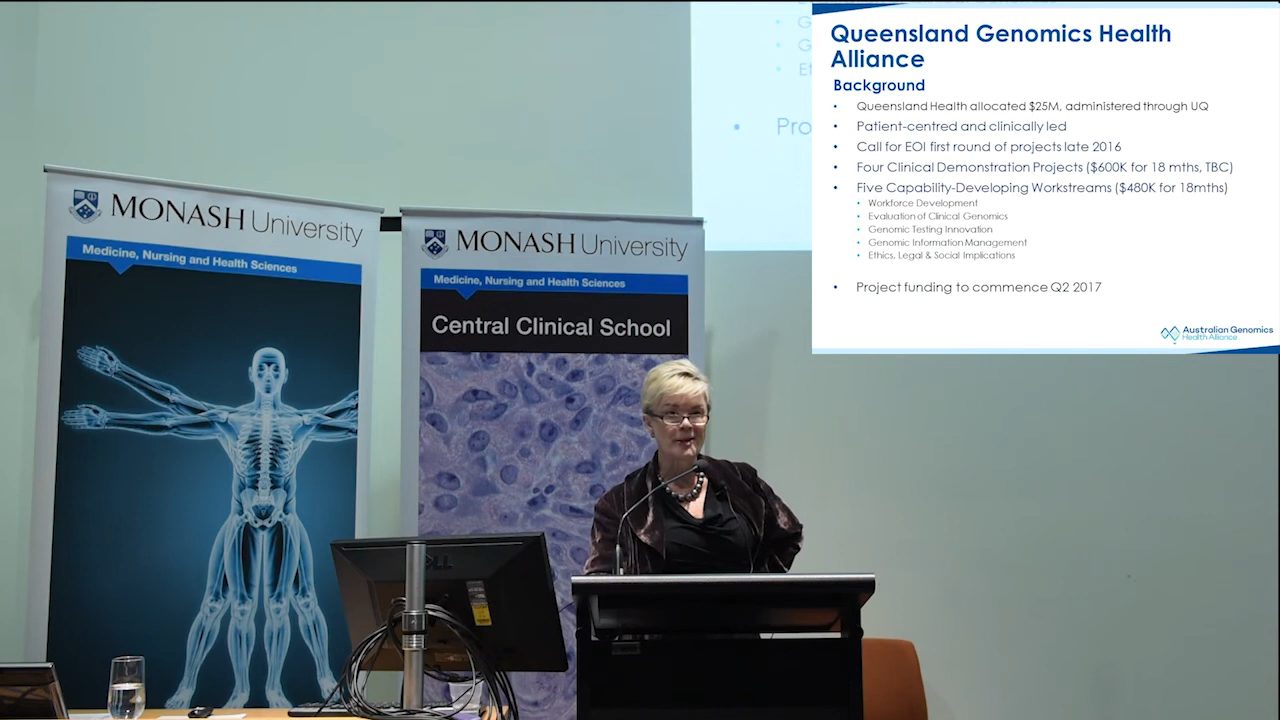 Queensland Genomics Health
Alliance
Background
• Queensland Health allocated $25M, administered through UQ
• Patient-centred and clinically led
• Call for EOI first round of projects late 2016
• Four Clinical Demonstration Projects ($600K for 18 mths, TBC)
• Five Capability-Developing Workstreams ($480K for 18mths)
• Workforce Development
• Evaluation of Clinical Genomics
• Genomic Testing Innovation
• Genomic Information Management
• Ethics, Legal & Social Implications
• Project funding to commence Q2 2017
Australian Genomics
Health Alliance
• G
• G
• Et
• Pro
MONASH University
Medicine, Nursing and Health Sciences
MONASH University
Medicine, Nursing and Health Sciences
Central Clinical School
DELL